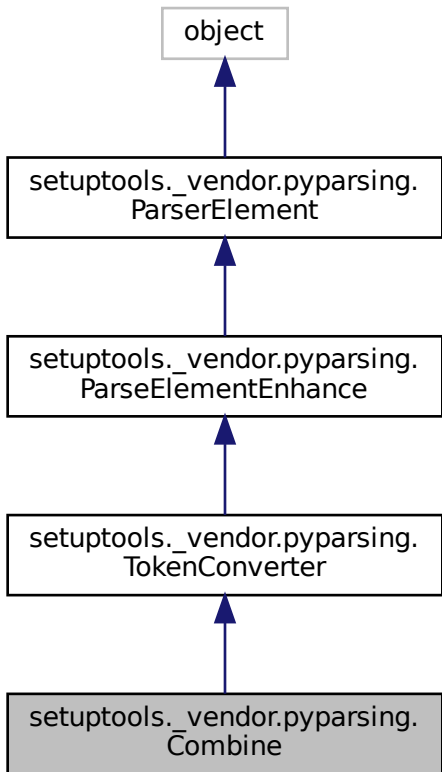 object
setuptools._vendor.pyparsing.
ParserElement
setuptools._vendor.pyparsing.
ParseElementEnhance
setuptools._vendor.pyparsing.
TokenConverter
setuptools._vendor.pyparsing.
Combine